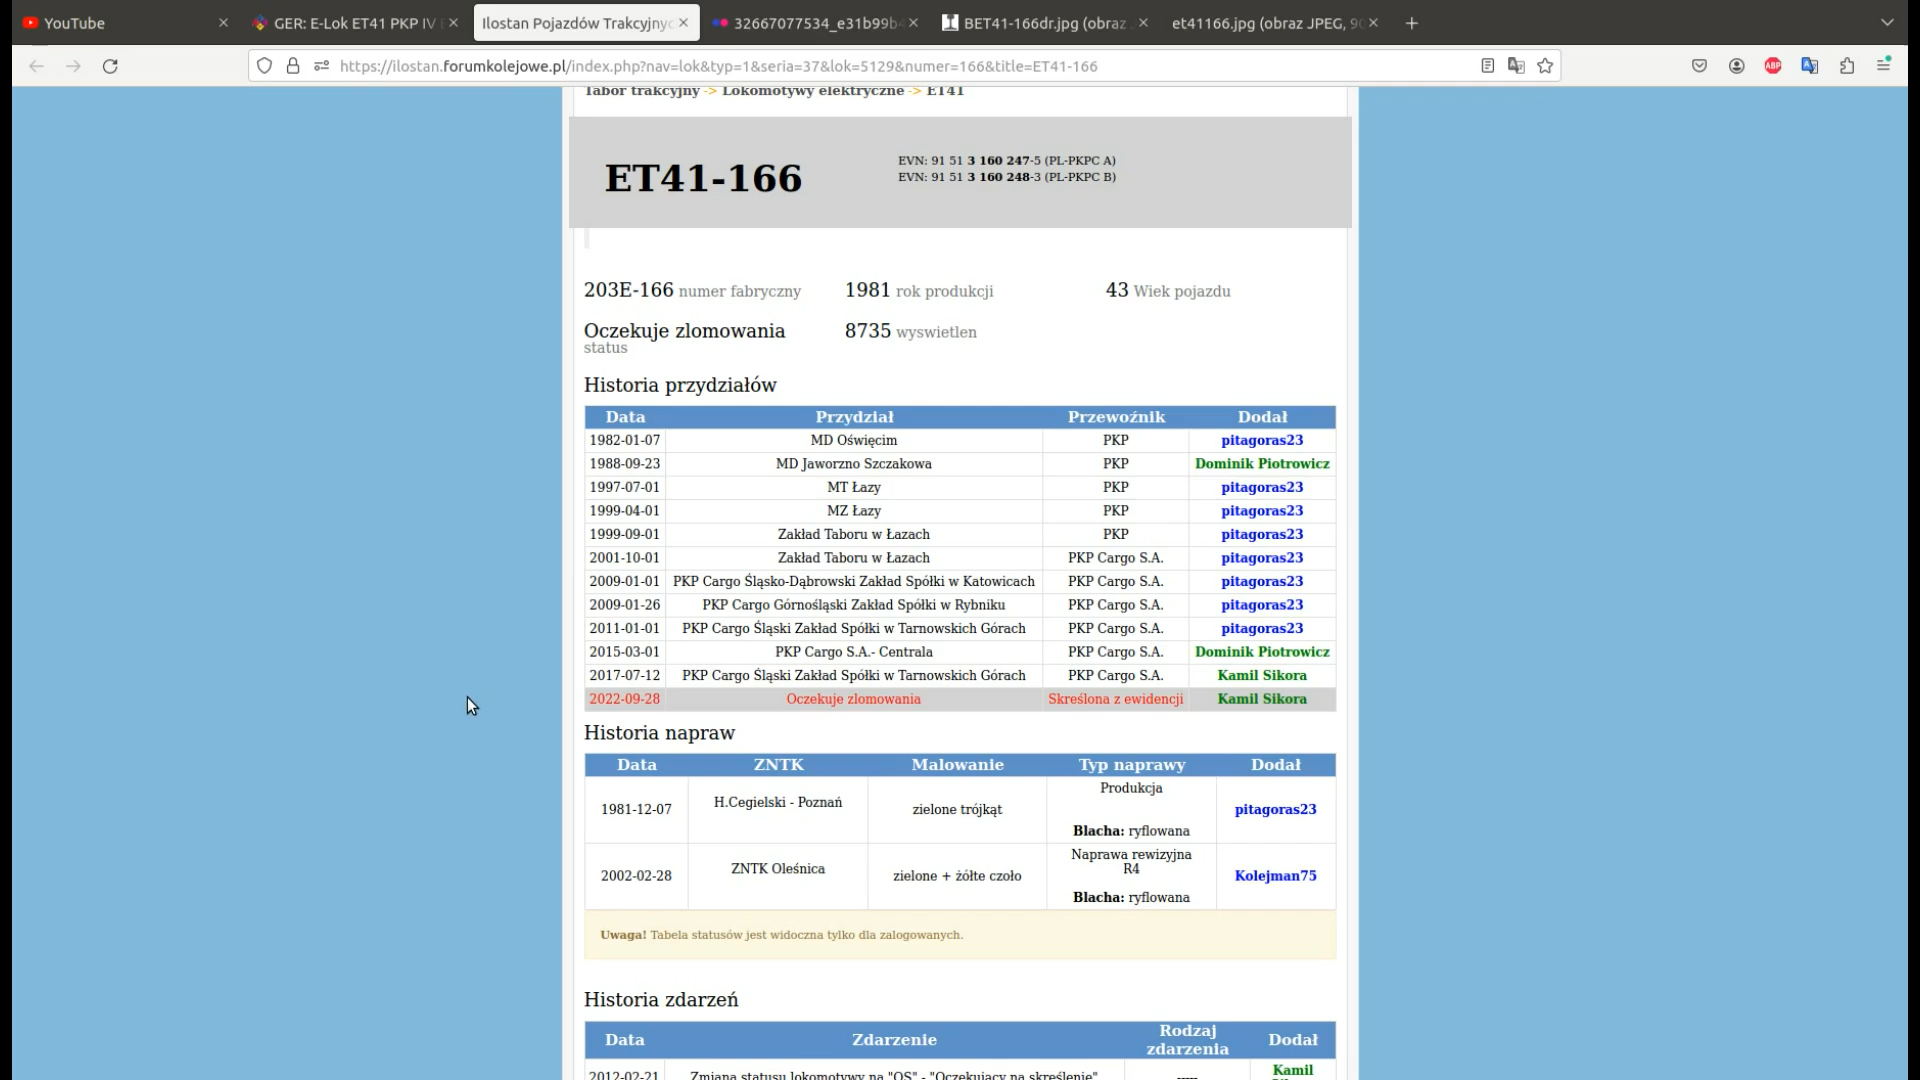 YouTube
GER: E-Lok ET41 PKP IV
Ilostan Pojazdów Trakcyjnyc
32667077534_e31b99b
BET41-166dr.jpg (obraz
et41166.jpg (obraz JPEG, 90
https://ilostan.forumkolejowe.pl/index.php?nav=lok&typ=1&seria=37&lok=5129&numer=166&title=ET41-166
ABP
Tabor trakcyjny -> Lokomotywy elektryczne -> ET41
ET41-166
EVN: 91 51 3 160 247-5 (PL-PKPC A)
EVN: 91 51 3 160 248-3 (PL-PKPC B)
203E-166 numer fabryczny 1981 rok produkcji 43 Wiek pojazdu
Oczekuje zlomowania 8735 wyswietlen
status
Historia przydziałów
Data Przydział Przewoźnik Dodał
1982-01-07 MD Oświęcim PKP pitagoras23
1988-09-23 MD Jaworzno Szczakowa PKP Dominik Piotrowicz
1997-07-01 MT Łazy PKP pitagoras23
1999-04-01 MZ Łazy PKP pitagoras23
1999-09-01 Zakład Taboru w Łazach PKP pitagoras23
2001-10-01 Zakład Taboru w Łazach PKP Cargo S.A. pitagoras23
2009-01-01 PKP Cargo Śląsko-Dąbrowski Zakład Spółki w Katowicach PKP Cargo S.A. pitagoras23
2009-01-26 PKP Cargo Górnośląski Zakład Spółki w Rybniku PKP Cargo S.A. pitagoras23
2011-01-01 PKP Cargo Śląski Zakład Spółki w Tarnowskich Górach PKP Cargo S.A. pitagoras23
2015-03-01 PKP Cargo S.A.- Centrala PKP Cargo S.A. Dominik Piotrowicz
2017-07-12 PKP Cargo Śląski Zakład Spółki w Tarnowskich Górach PKP Cargo S.A. Kamil Sikora
2022-09-28 Oczekuje zlomowania Skreślona z ewidencji Kamil Sikora
Historia napraw
Data ZNTK Malowanie Typ naprawy Dodał
1981-12-07 H.Cegielski - Poznań zielone trójkąt Produkcja pitagoras23
Blacha: ryflowana
2002-02-28 ZNTK Oleśnica zielone + żółte czoło Naprawa rewizyjna Kolejman75
R4
Blacha: ryflowana
Uwaga! Tabela statusów jest widoczna tylko dla zalogowanych.
Historia zdarzeń
Data Zdarzenie Rodzaj zdarzenia Dodał
2012-02-21 Zmiana statusu lokomotywy na "OS" - "Oczekujący na skreślenie" ----- Kamil